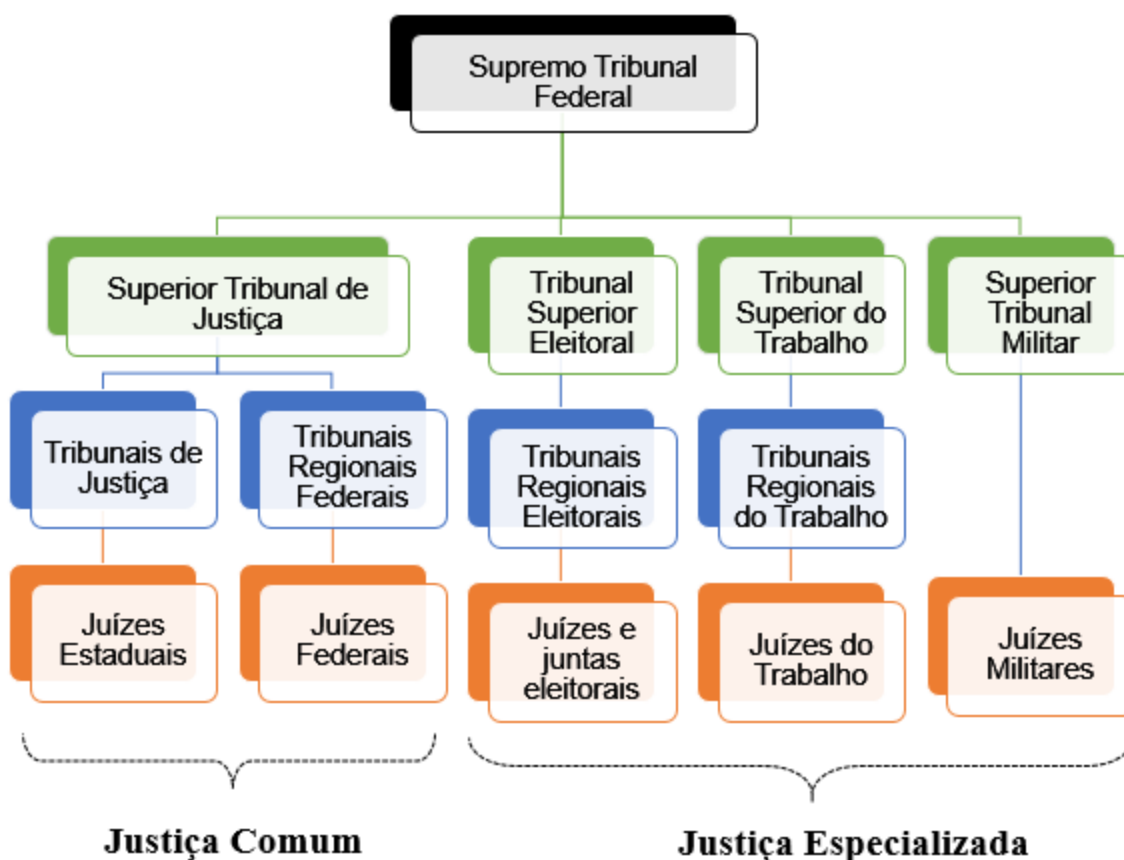 Supremo Tribunal
Federal
Superior Tribunal de
Justiça
Tribunal
Superior
Eleitoral
Tribunal
Superior do
Trabalho
Superior
Tribunal
Militar
Tribunais de
Justiça
Tribunais
Regionais
Federais
Tribunais
Regionais
Eleitorais
Tribunais
Regionais
do Trabalho
Juízes
Estaduais
Juízes
Federais
Juízes e
juntas
eleitorais
Juízes do
Trabalho
Juízes
Militares
Justiça Comum
Justiça Especializada